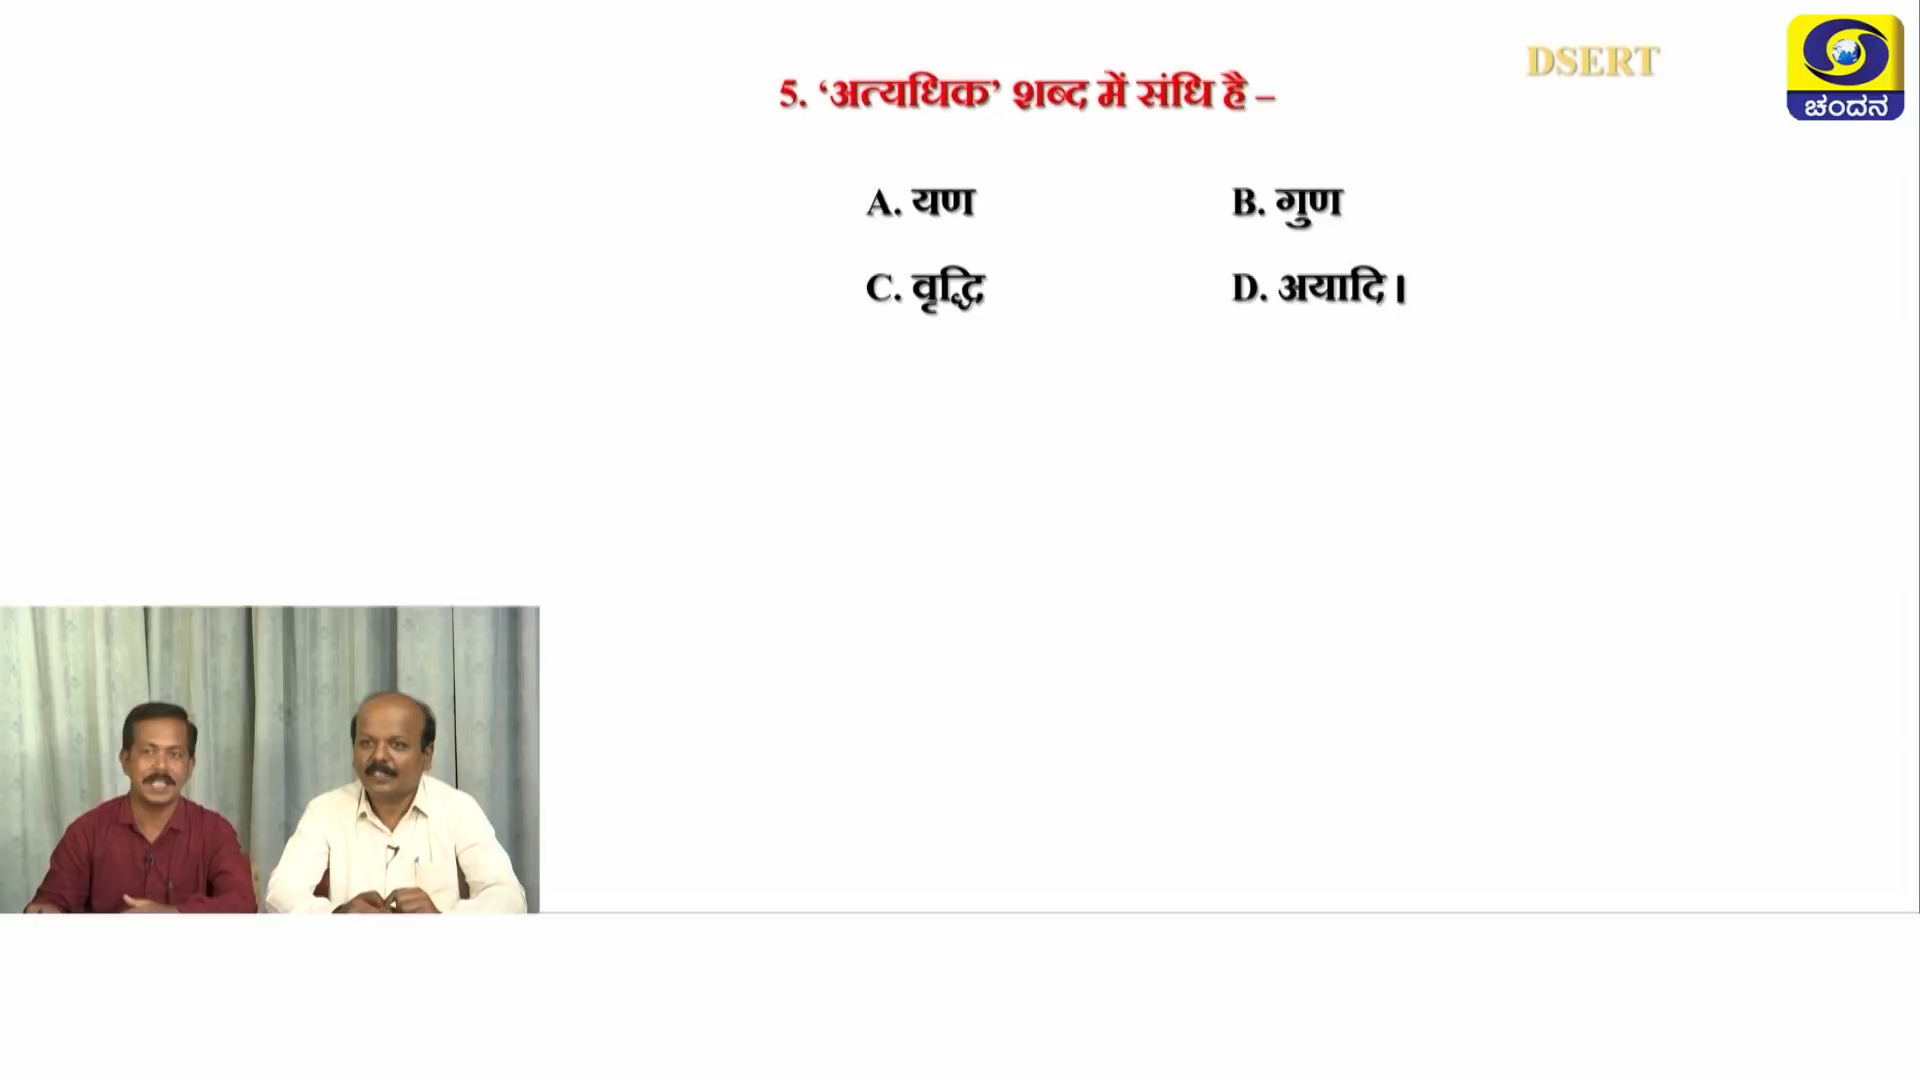 DSERT
ಚಂದನ
5. ‘अत्यधिक’ शब्द में संधि है –
A. यण B. गुण
C. वृद्धि D. अयादि।